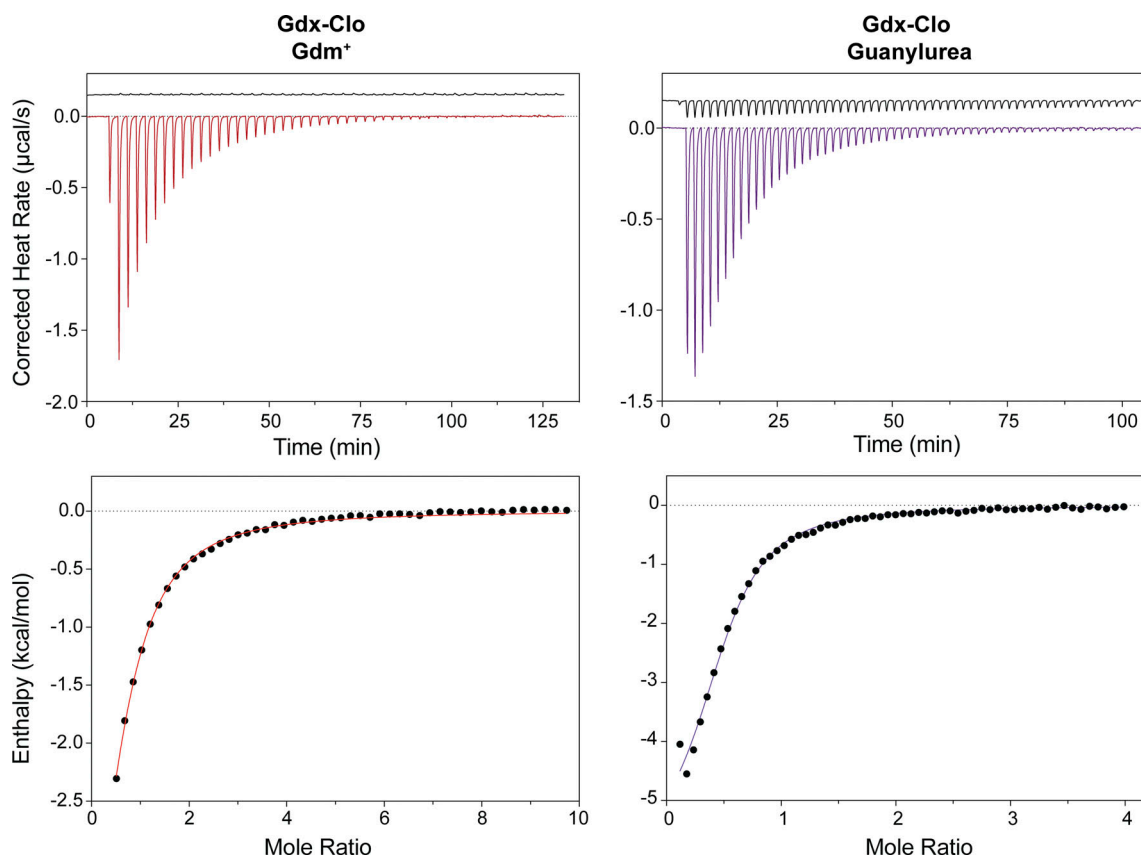 Gdx-Clo
Gdm⁺
Corrected Heat Rate (µcal/s)
0.0
-0.5
-1.0
-1.5
-2.0
0 25 50 75 100 125
Time (min)
Gdx-Clo
Guanylurea
0.0
-0.5
-1.0
-1.5
0 25 50 75 100
Time (min)
Enthalpy (kcal/mol)
0.0
-0.5
-1.0
-1.5
-2.0
-2.5
0 2 4 6 8 10
Mole Ratio
0
-1
-2
-3
-4
-5
0 1 2 3 4
Mole Ratio